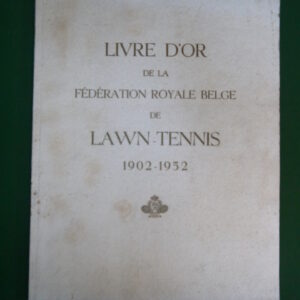 LIVRE D'OR
DE LA
FÉDÉRATION ROYALE BELGE
DE
LAWN-TENNIS
1902-1952